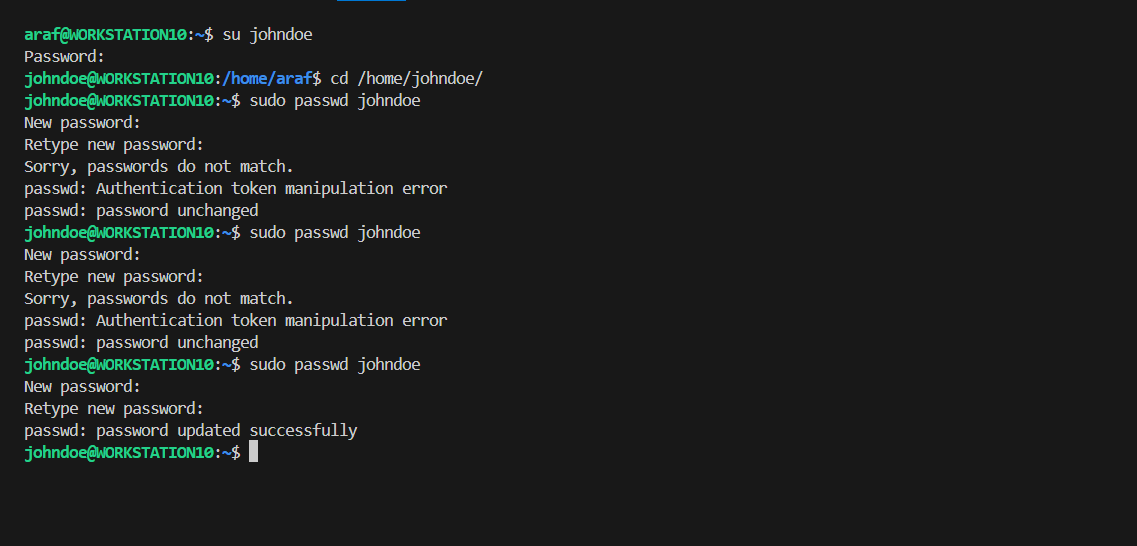 araf@WORKSTATION10:~$ su johndoe
Password:
johndoe@WORKSTATION10:/home/araf$ cd /home/johndoe/
johndoe@WORKSTATION10:~$ sudo passwd johndoe
New password:
Retype new password:
Sorry, passwords do not match.
passwd: Authentication token manipulation error
passwd: password unchanged
johndoe@WORKSTATION10:~$ sudo passwd johndoe
New password:
Retype new password:
Sorry, passwords do not match.
passwd: Authentication token manipulation error
passwd: password unchanged
johndoe@WORKSTATION10:~$ sudo passwd johndoe
New password:
Retype new password:
passwd: password updated successfully
johndoe@WORKSTATION10:~$